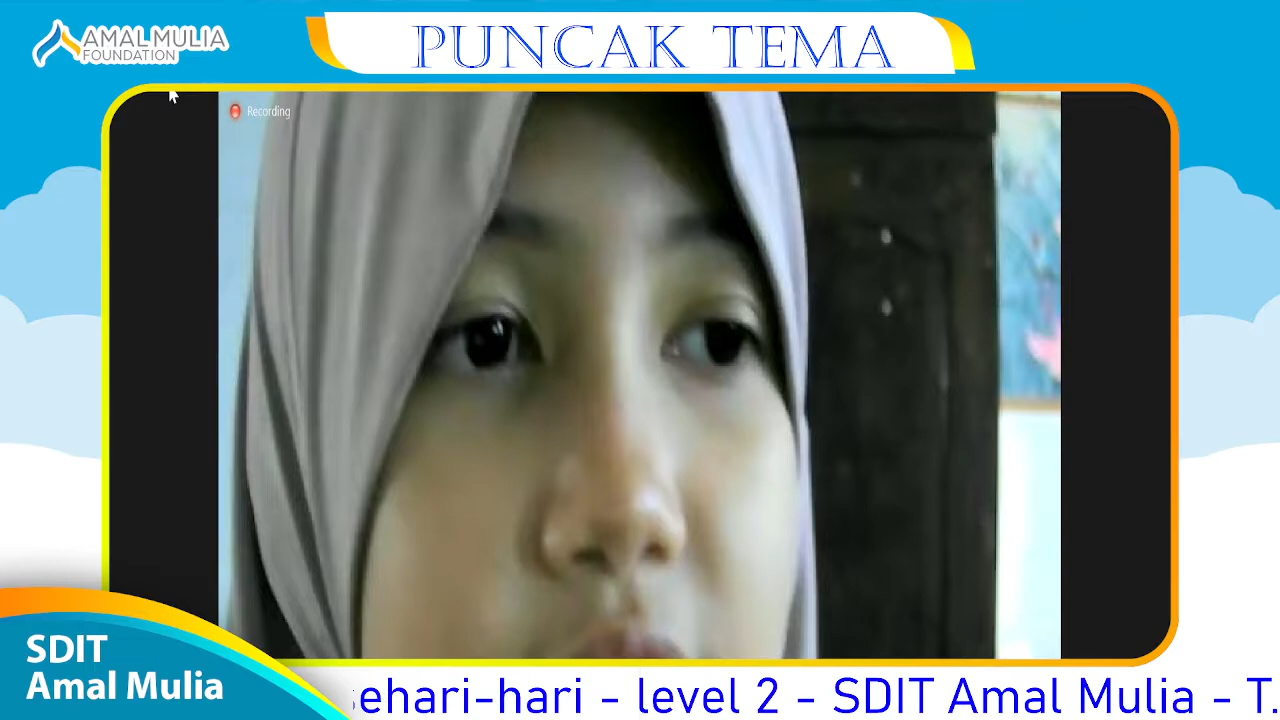 AMAL MULIA
FOUNDATION
PUNCAK TEMA
Recording
SDIT
Amal Mulia
ehari-hari - level 2 - SDIT Amal Mulia - T.